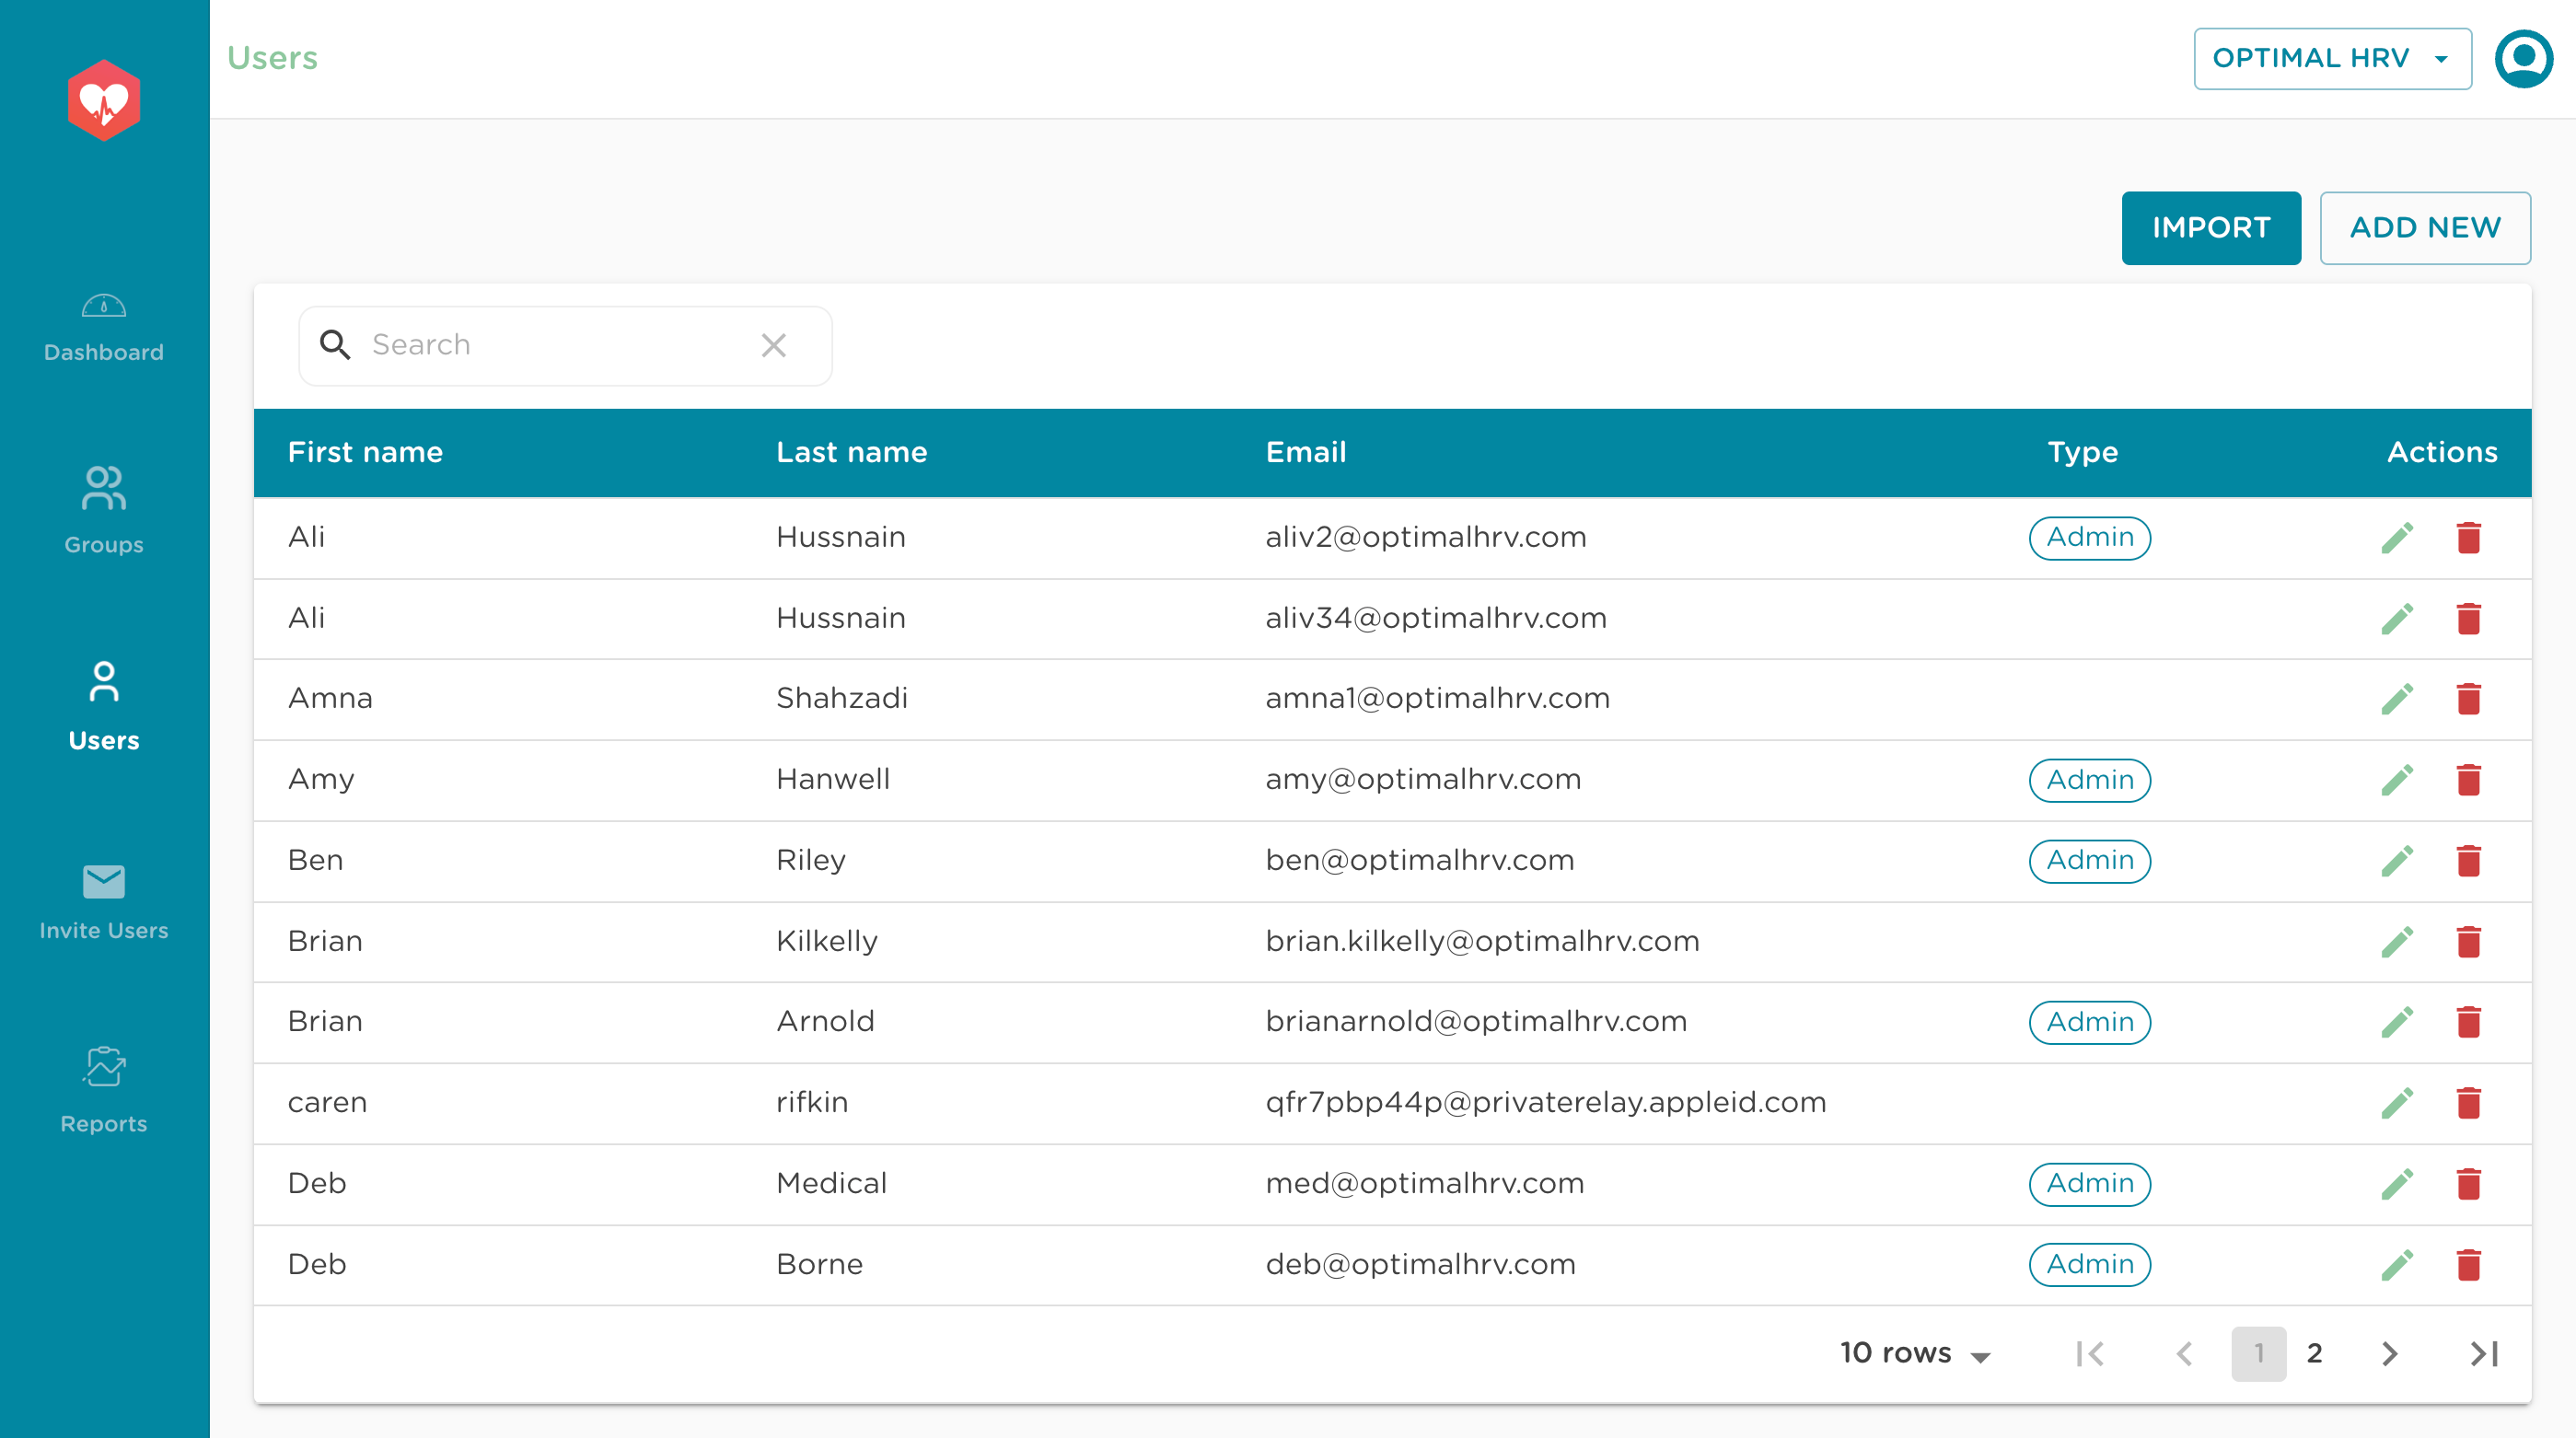 Users
OPTIMAL HRV
IMPORT
ADD NEW
Dashboard
Groups
Users
Invite Users
Reports
Search
First name Last name Email Type Actions
Ali Hussnain aliv2@optimalhrv.com Admin
Ali Hussnain aliv34@optimalhrv.com
Amna Shahzadi amna1@optimalhrv.com
Amy Hanwell amy@optimalhrv.com Admin
Ben Riley ben@optimalhrv.com Admin
Brian Kilkelly brian.kilkelly@optimalhrv.com
Brian Arnold brianarnold@optimalhrv.com Admin
caren rifkin qfr7pbp44p@privaterelay.appleid.com
Deb Medical med@optimalhrv.com Admin
Deb Borne deb@optimalhrv.com Admin
10 rows 1 2